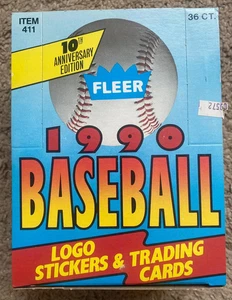 ITEM
411
36 CT.
10TH
ANNIVERSARY
EDITION
FLEER
1990
BASEBALL
LOGO
STICKERS & TRADING
CARDS